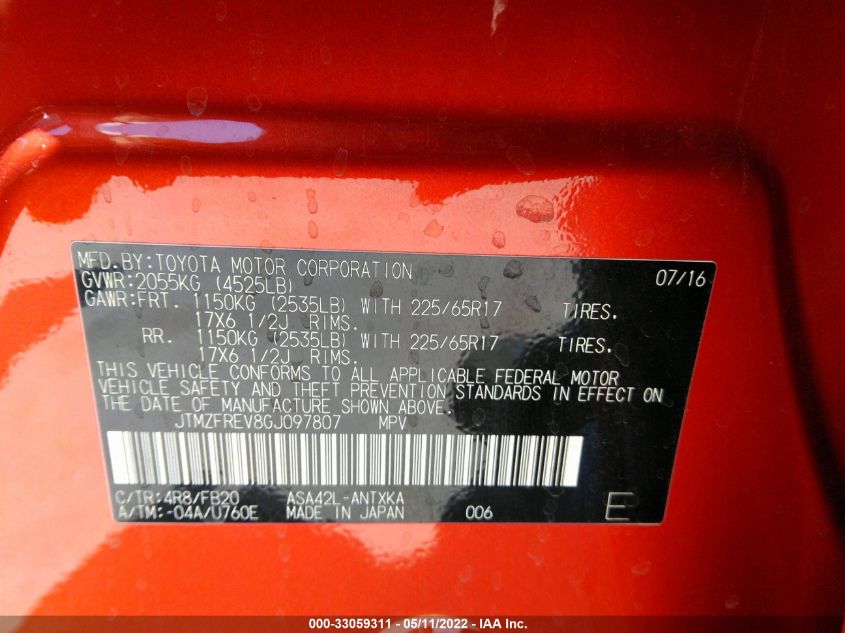 MFD.BY:TOYOTA MOTOR CORPORATION 07/16
GVWR:2055KG (4525LB)
GAWR:FRT. 1150KG (2535LB) WITH 225/65R17 TIRES.
17X6 1/2J RIMS.
RR. 1150KG (2535LB) WITH 225/65R17 TIRES.
17X6 1/2J RIMS.
THIS VEHICLE CONFORMS TO ALL APPLICABLE FEDERAL MOTOR
VEHICLE SAFETY AND THEFT PREVENTION STANDARDS IN EFFECT ON
THE DATE OF MANUFACTURE SHOWN ABOVE.
JTMZFREV8GJ097807 MPV
C/TR:4R8/FB20 ASA42L-ANTXKA
A/TM:-04A/U760E MADE IN JAPAN 006 E
000-33059311 - 05/11/2022 - IAA Inc.